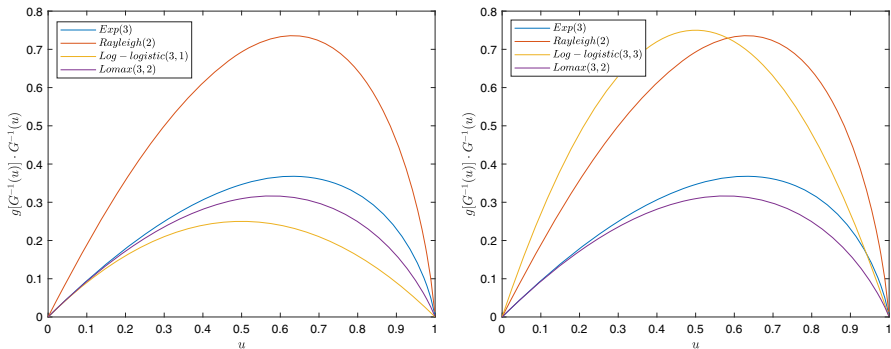 0.8
0.7
0.6
0.5
0.4
0.3
0.2
0.1
0
g[G⁻¹(u)] · G⁻¹(u)
Exp(3)
Rayleigh(2)
Log − logistic(3, 1)
Lomax(3, 2)
0 0.1 0.2 0.3 0.4 0.5 0.6 0.7 0.8 0.9 1
u
0.8
0.7
0.6
0.5
0.4
0.3
0.2
0.1
0
g[G⁻¹(u)] · G⁻¹(u)
Exp(3)
Rayleigh(2)
Log − logistic(3, 3)
Lomax(3, 2)
0 0.1 0.2 0.3 0.4 0.5 0.6 0.7 0.8 0.9 1
u